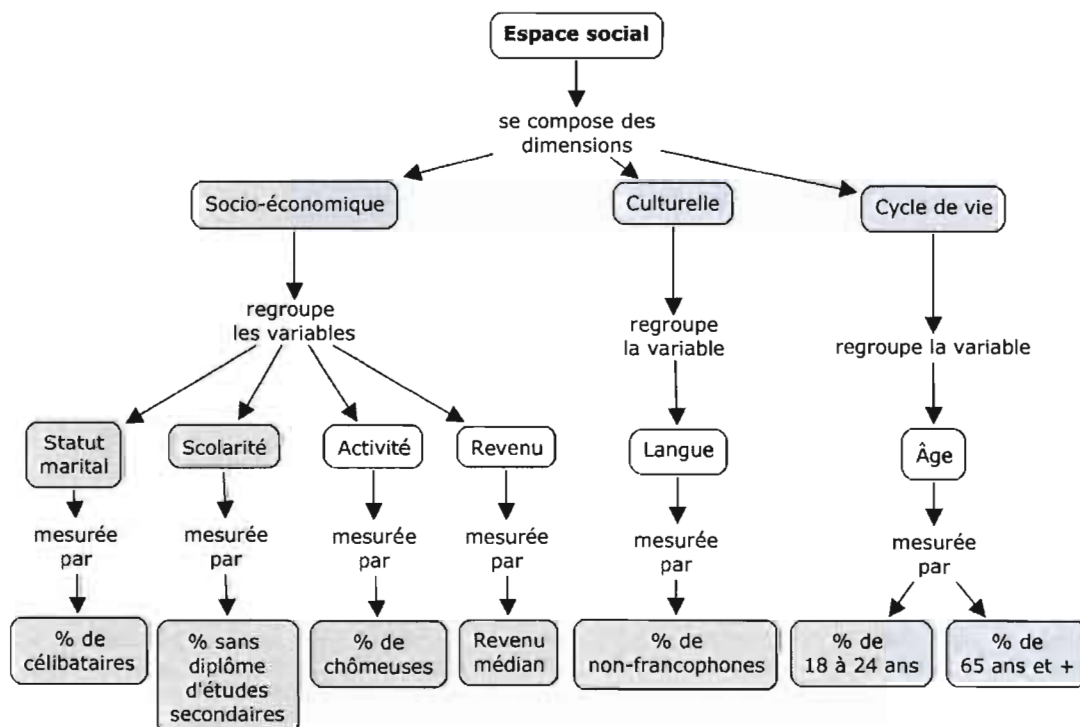 Espace social
se compose des
dimensions
Socio-économique
Culturelle
Cycle de vie
regroupe
les variables
regroupe
la variable
regroupe la variable
Statut
marital
Scolarité
Activité
Revenu
Langue
Âge
mesurée
par
mesurée
par
mesurée
par
mesurée
par
mesurée
par
mesurée
par
% de
célibataires
% sans
diplôme
d'études
secondaires
% de
chômeuses
Revenu
médian
% de
non-francophones
% de
18 à 24 ans
% de
65 ans et +